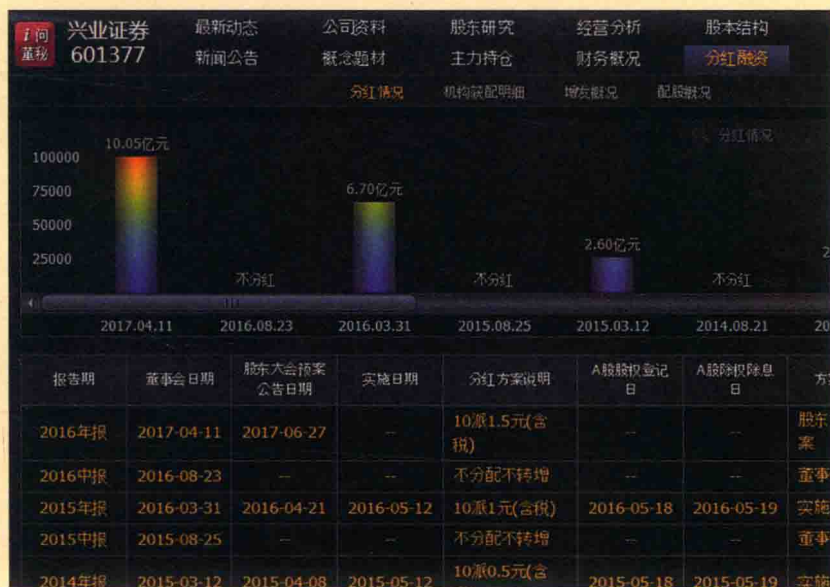 i问董秘
兴业证券
601377
最新动态 公司资料 股东研究 经营分析 股本结构
新闻公告 概念题材 主力持仓 财务概况 分红融资
分红情况 机构获配明细 增发概况 配股概况
分红情况
100000
75000
50000
25000
10.05亿元
不分红
6.70亿元
不分红
2.60亿元
不分红
2017.04.11 2016.08.23 2016.03.31 2015.08.25 2015.03.12 2014.08.21 20
报告期 董事会日期 股东大会预案公告日期 实施日期 分红方案说明 A股股权登记日 A股除权除息日
2016年报 2017-04-11 2017-06-27 -- 10派1.5元(含税) -- -- 股东
案
2016中报 2016-08-23 -- -- 不分配不转增 -- -- 董事
2015年报 2016-03-31 2016-04-21 2016-05-12 10派1元(含税) 2016-05-18 2016-05-19 实施
2015中报 2015-08-25 -- -- 不分配不转增 -- -- 董事
2014年报 2015-03-12 2015-04-08 2015-05-12 10派0.5元(含 2015-05-18 2015-05-19 实施